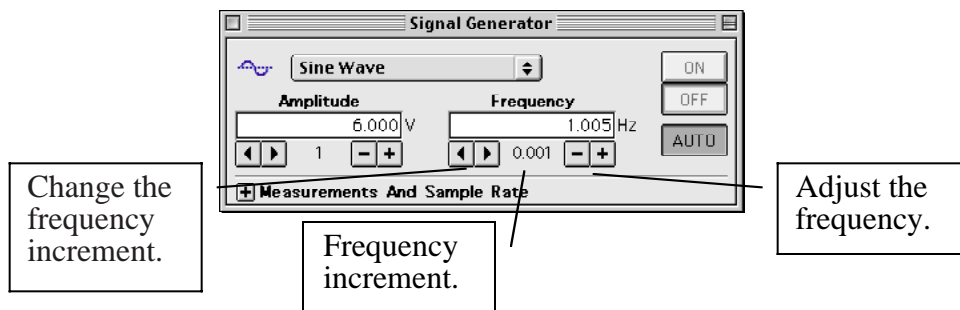 Signal Generator
Sine Wave
ON
OFF
AUTO
Amplitude
6.000 V
1 - +
Frequency
1.005 Hz
0.001 - +
+ Measurements And Sample Rate
Change the
frequency
increment.
Frequency
increment.
Adjust the
frequency.